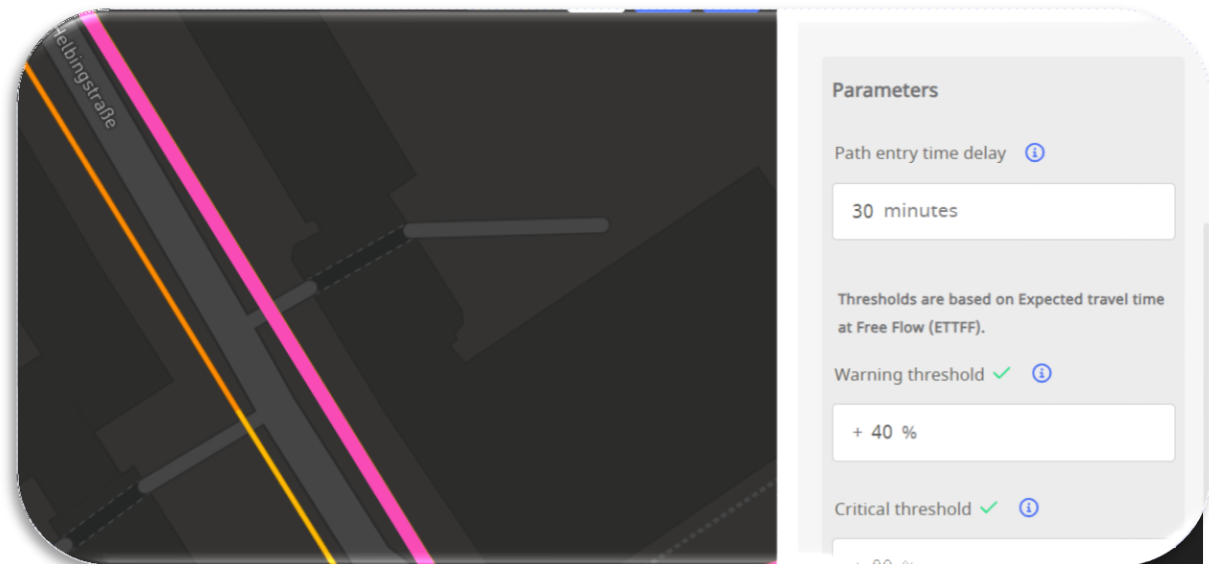 Helbingstraße
Parameters
Path entry time delay
30 minutes
Thresholds are based on Expected travel time
at Free Flow (ETTFF).
Warning threshold
+ 40 %
Critical threshold